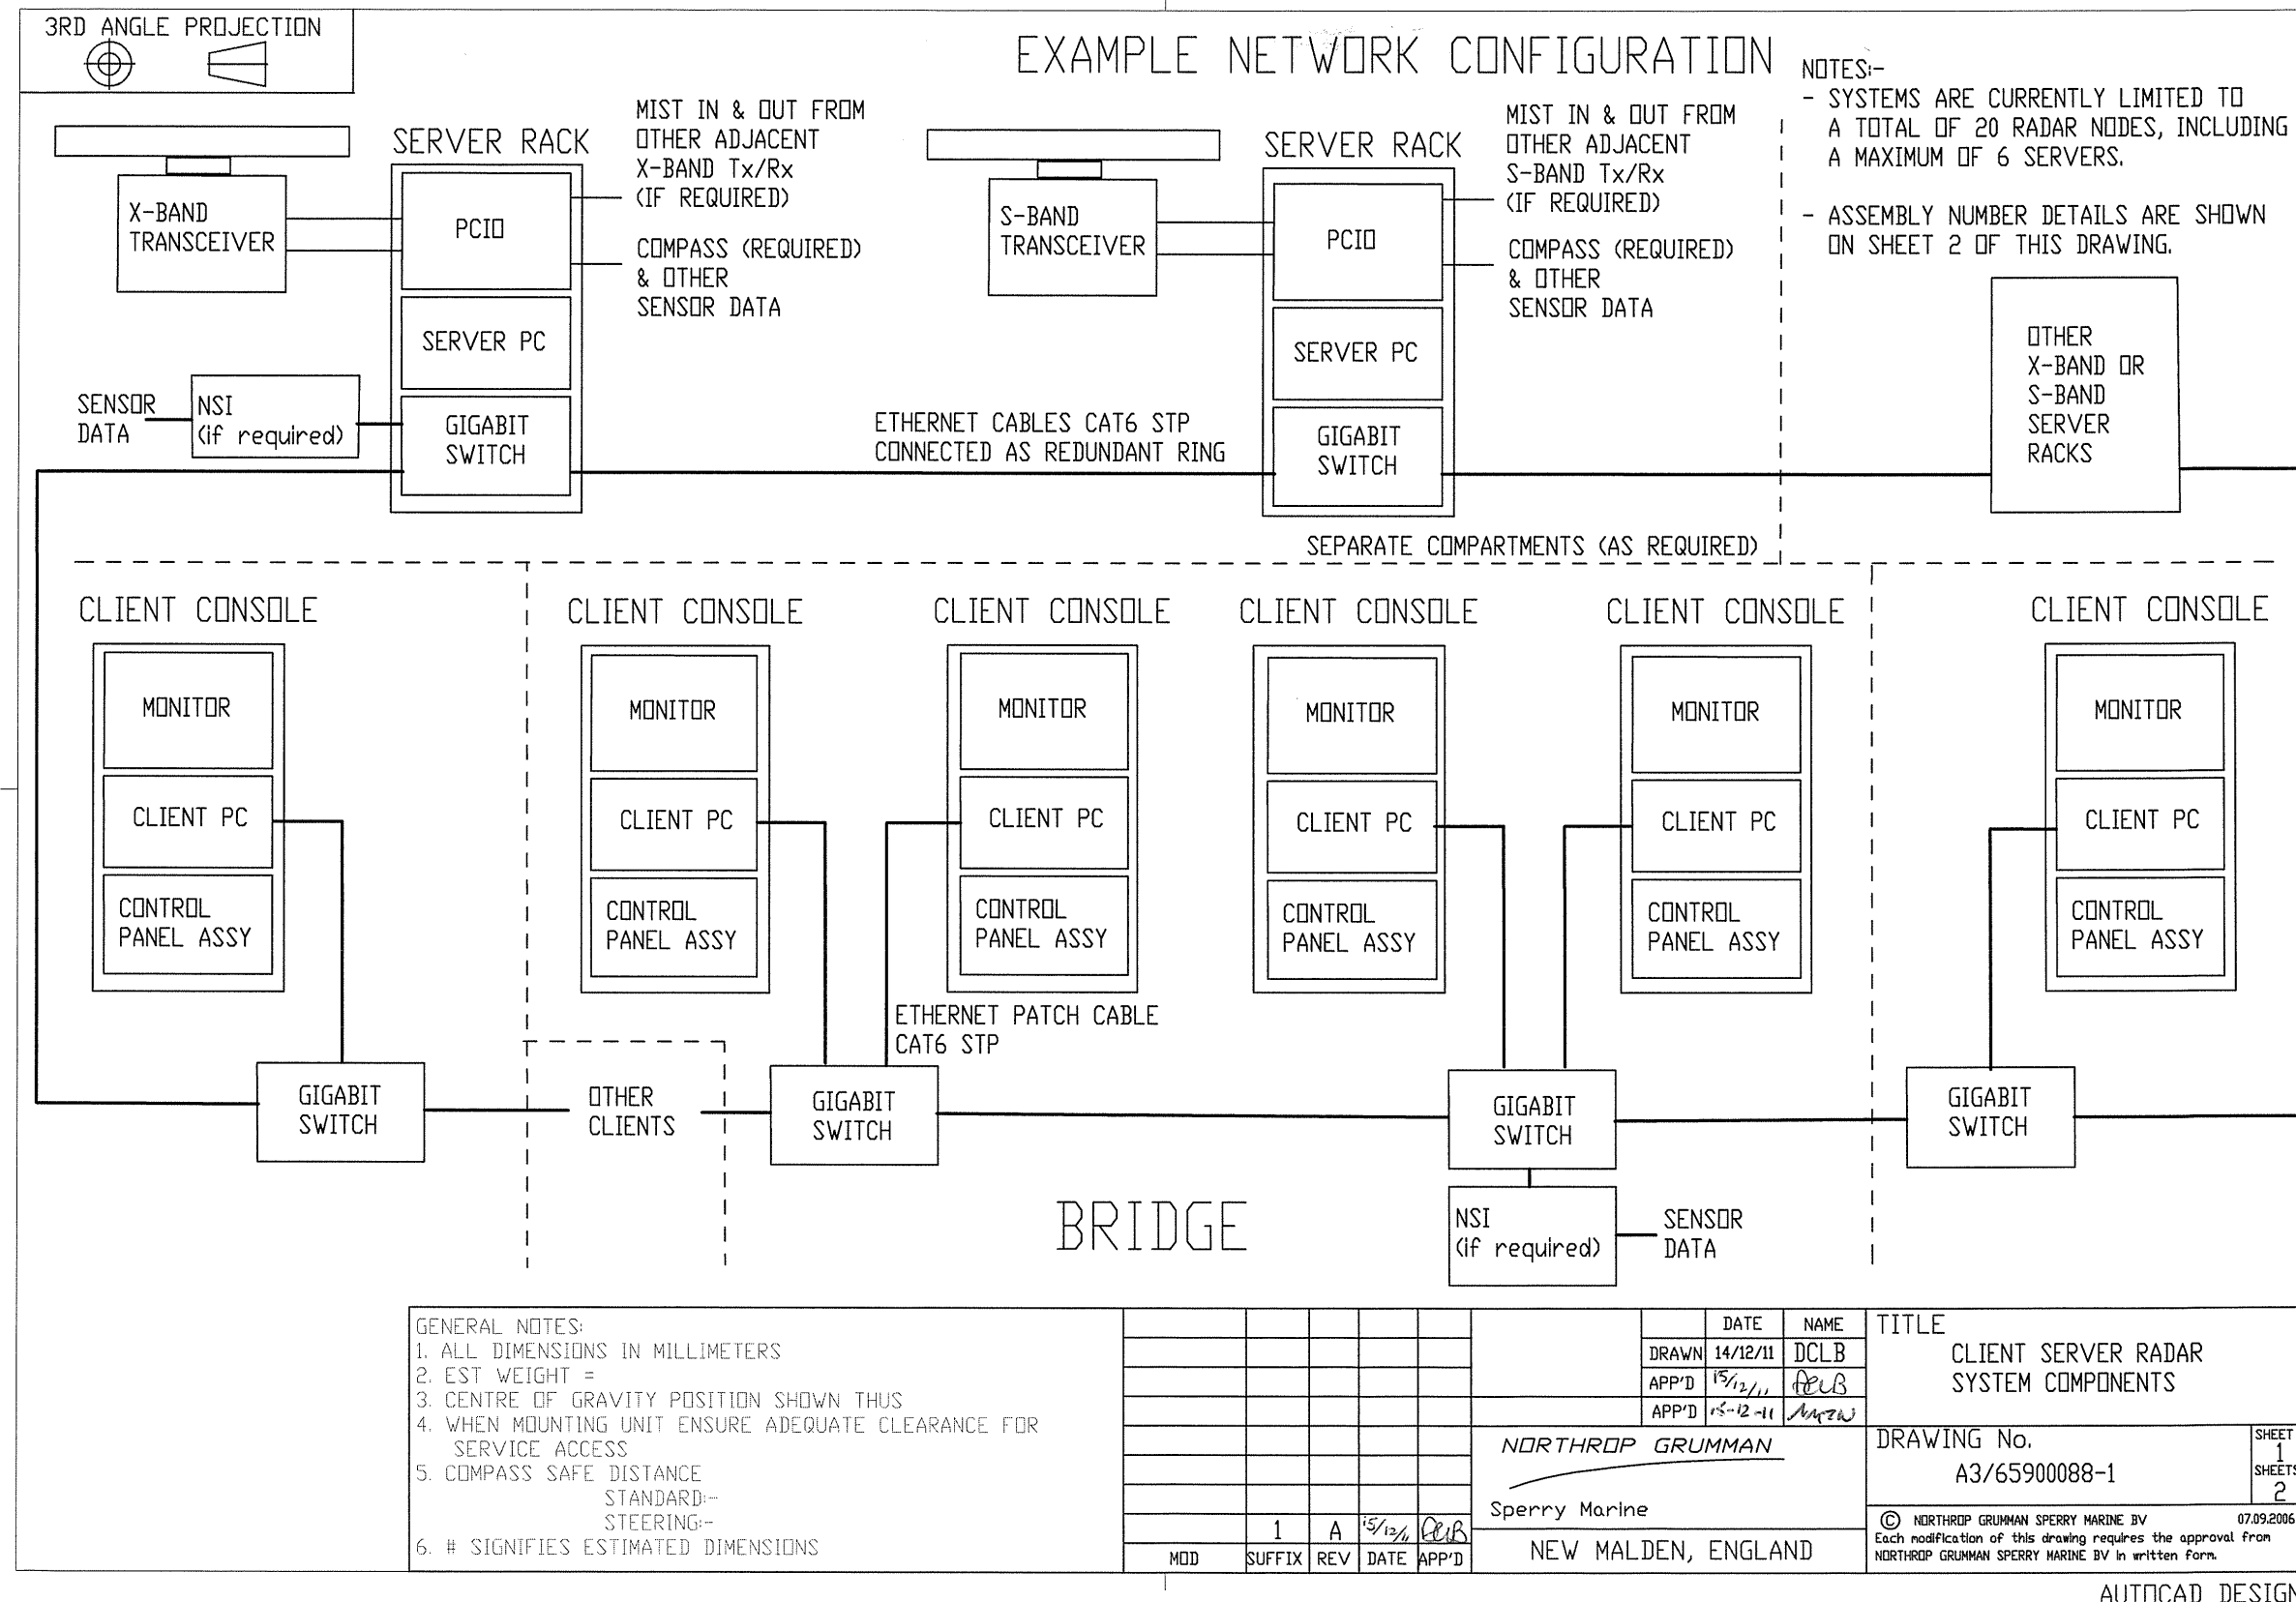 3RD ANGLE PROJECTION
EXAMPLE NETWORK CONFIGURATION
NOTES:-
- SYSTEMS ARE CURRENTLY LIMITED TO
A TOTAL OF 20 RADAR NODES, INCLUDING
A MAXIMUM OF 6 SERVERS.
- ASSEMBLY NUMBER DETAILS ARE SHOWN
ON SHEET 2 OF THIS DRAWING.
X-BAND
TRANSCEIVER
SERVER RACK
PCIO
SERVER PC
GIGABIT
SWITCH
MIST IN & OUT FROM
OTHER ADJACENT
X-BAND Tx/Rx
(IF REQUIRED)
COMPASS (REQUIRED)
& OTHER
SENSOR DATA
SENSOR
DATA
NSI
(if required)
S-BAND
TRANSCEIVER
SERVER RACK
PCIO
SERVER PC
GIGABIT
SWITCH
MIST IN & OUT FROM
OTHER ADJACENT
S-BAND Tx/Rx
(IF REQUIRED)
COMPASS (REQUIRED)
& OTHER
SENSOR DATA
ETHERNET CABLES CAT6 STP
CONNECTED AS REDUNDANT RING
OTHER
X-BAND OR
S-BAND
SERVER
RACKS
SEPARATE COMPARTMENTS (AS REQUIRED)
CLIENT CONSOLE
MONITOR
CLIENT PC
CONTROL
PANEL ASSY
CLIENT CONSOLE
MONITOR
CLIENT PC
CONTROL
PANEL ASSY
CLIENT CONSOLE
MONITOR
CLIENT PC
CONTROL
PANEL ASSY
CLIENT CONSOLE
MONITOR
CLIENT PC
CONTROL
PANEL ASSY
CLIENT CONSOLE
MONITOR
CLIENT PC
CONTROL
PANEL ASSY
CLIENT CONSOLE
MONITOR
CLIENT PC
CONTROL
PANEL ASSY
ETHERNET PATCH CABLE
CAT6 STP
GIGABIT
SWITCH
OTHER
CLIENTS
GIGABIT
SWITCH
GIGABIT
SWITCH
GIGABIT
SWITCH
BRIDGE
NSI
(if required)
SENSOR
DATA
GENERAL NOTES:
1. ALL DIMENSIONS IN MILLIMETERS
2. EST WEIGHT =
3. CENTRE OF GRAVITY POSITION SHOWN THUS
4. WHEN MOUNTING UNIT ENSURE ADEQUATE CLEARANCE FOR
SERVICE ACCESS
5. COMPASS SAFE DISTANCE
STANDARD:-
STEERING:-
6. # SIGNIFIES ESTIMATED DIMENSIONS
1 A 15/12/11
MOD SUFFIX REV DATE APP'D
DATE NAME
DRAWN 14/12/11 DCLB
APP'D 15/12/11
APP'D 15-12-11
NORTHROP GRUMMAN
Sperry Marine
NEW MALDEN, ENGLAND
TITLE
CLIENT SERVER RADAR
SYSTEM COMPONENTS
DRAWING No.
A3/65900088-1
SHEET
1
SHEETS
2
© NORTHROP GRUMMAN SPERRY MARINE BV 07.09.2006
Each modification of this drawing requires the approval from
NORTHROP GRUMMAN SPERRY MARINE BV in written form.
AUTOCAD DESIGN